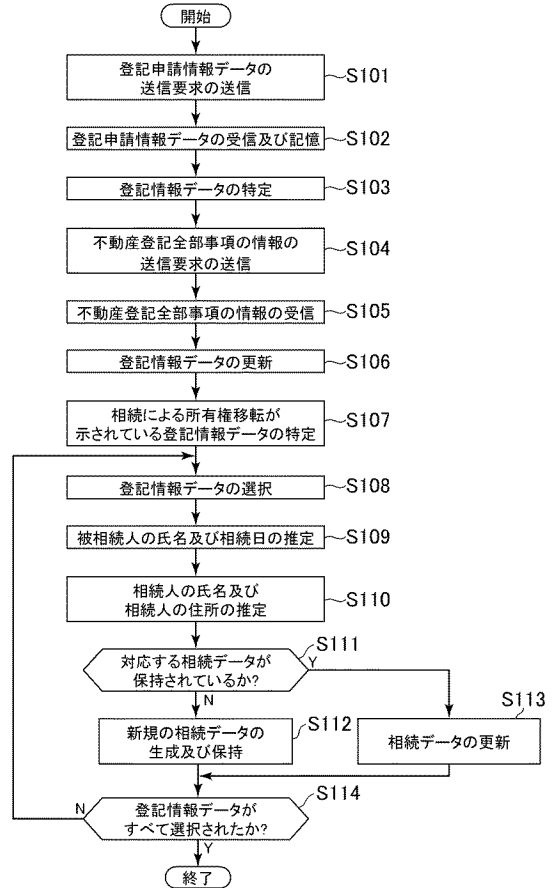 開始
登記申請情報データの
送信要求の送信
S101
登記申請情報データの受信及び記憶
S102
登記情報データの特定
S103
不動産登記全部事項の情報の
送信要求の送信
S104
不動産登記全部事項の情報の受信
S105
登記情報データの更新
S106
相続による所有権移転が
示されている登記情報データの特定
S107
登記情報データの選択
S108
被相続人の氏名及び相続日の推定
S109
相続人の氏名及び
相続人の住所の推定
S110
対応する相続データが
保持されているか?
S111
Y
N
新規の相続データの
生成及び保持
S112
相続データの更新
S113
登記情報データが
すべて選択されたか?
S114
N
Y
終了